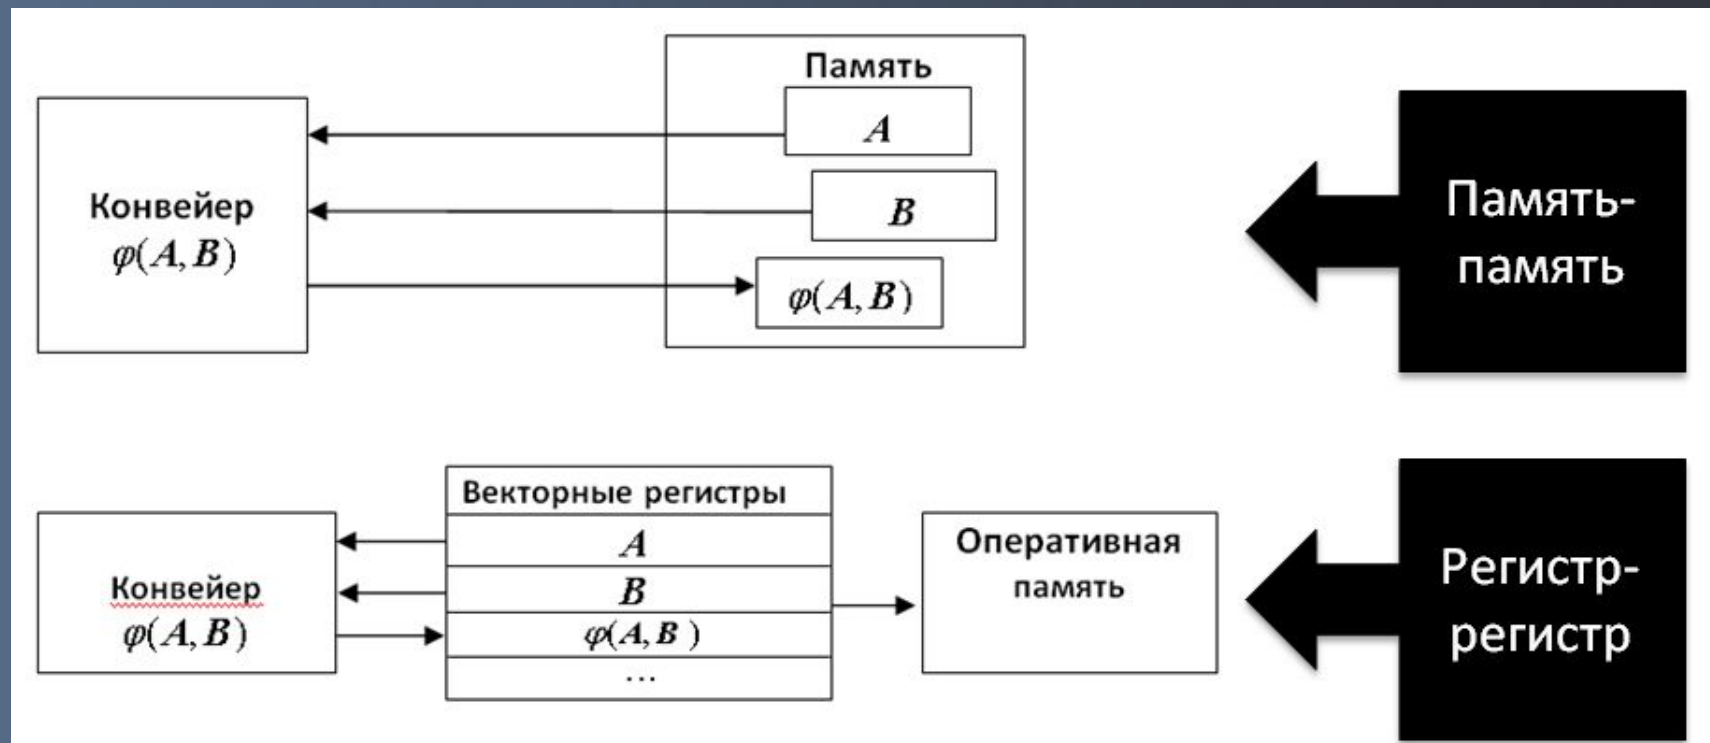 Память
A
Конвейер
φ(A, B)
B
φ(A, B)
Память-
память
Векторные регистры
A
Конвейер
φ(A, B)
B
φ(A, B )
...
Оперативная
память
Регистр-
регистр